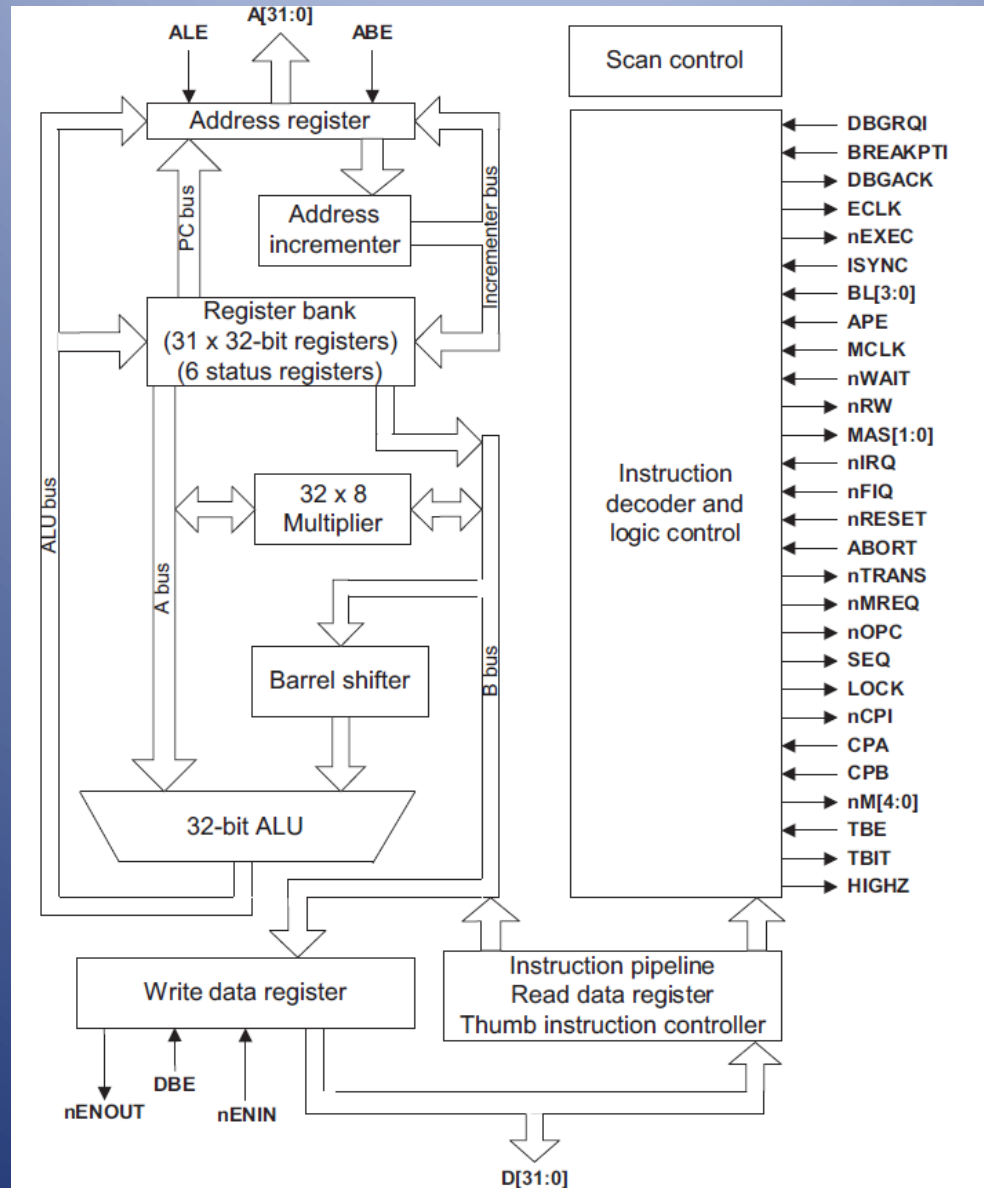 A[31:0]
ALE
ABE
Scan control
Address register
DBGRQI
BREAKPTI
DBGACK
ECLK
nEXEC
ISYNC
BL[3:0]
APE
MCLK
nWAIT
nRW
MAS[1:0]
nIRQ
nFIQ
nRESET
ABORT
nTRANS
nMREQ
nOPC
SEQ
LOCK
nCPI
CPA
CPB
nM[4:0]
TBE
TBIT
HIGHZ
PC bus
Address
incrementer
Incrementer bus
Register bank
(31 x 32-bit registers)
(6 status registers)
Instruction
decoder and
logic control
ALU bus
A bus
32 x 8
Multiplier
B bus
Barrel shifter
32-bit ALU
Write data register
Instruction pipeline
Read data register
Thumb instruction controller
nENOUT
DBE
nENIN
D[31:0]